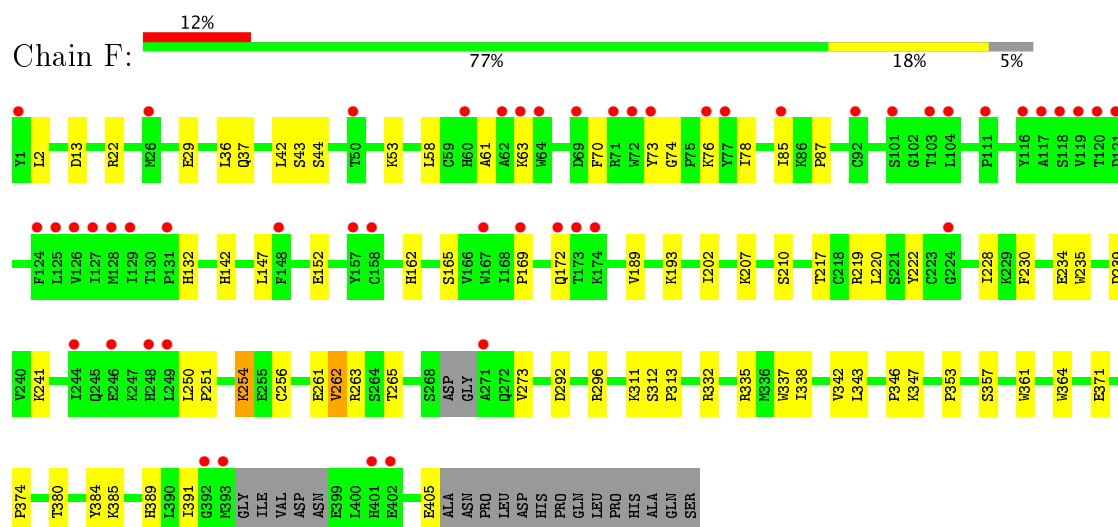 12%
Chain F:
77% 18% 5%
Y1 L2 D13 R22 M26 E29 L36 Q37 L42 S43 S44 T50 K53 L58 C59 H60 A61 A62 K63 W64 D69 F70 R71 W72 Y73 G74 P75 K76 Y77 I78 I85 K86 P87 C92 S101 G102 T103 L104 P111 Y116 A117 S118 V119 T120
F124 L125 V126 I127 M128 I129 T130 P131 H132 H142 L147 F148 E152 Y157 C158 H162 S165 V166 W167 I168 P169 Q172 T173 K174 V189 K193 I202 K207 S210 T217 C218 R219 L220 S221 Y222 C223 G224 I228 K229 F230 E234 W235
V240 K241 I244 Q245 E246 K247 H248 L249 L250 P251 K254 E255 C256 E261 V262 R263 S264 T265 S268 ASP GLY A271 Q272 V273 D292 R296 K311 S312 P313 R332 R335 M336 W337 I338 V342 I343 P346 K347 P353 S357 W361 W364 E371
P374 T380 Y384 K385 H389 L390 I391 G392 M393 GLY ILE VAL ASP ASN E399 L400 H401 E402 E405 ALA ASN PRO LEU ASP HIS PRO GLN LEU LEU PRO HIS ALA GLN SER